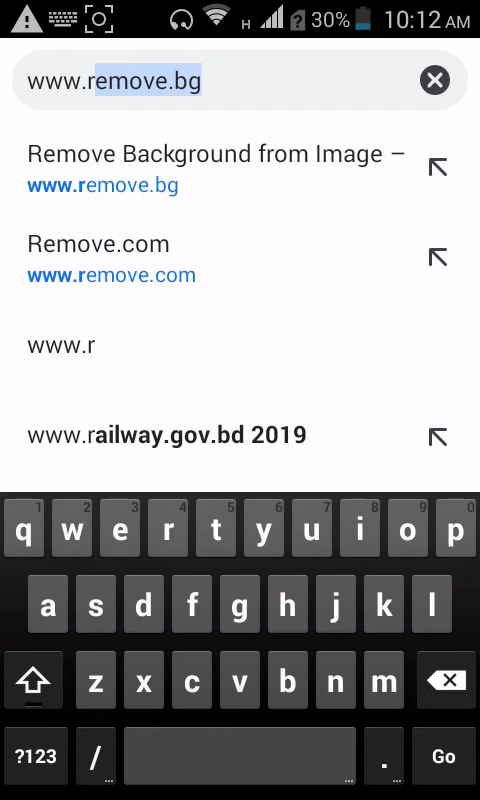 H 30% 10:12 AM
www.remove.bg
Remove Background from Image –
www.remove.bg
Remove.com
www.remove.com
www.r
www.railway.gov.bd 2019
1 2 3 4 5 6 7 8 9 0
q w e r t y u i o p
a s d f g h j k l
z x c v b n m
?123 / ... ... . ... Go